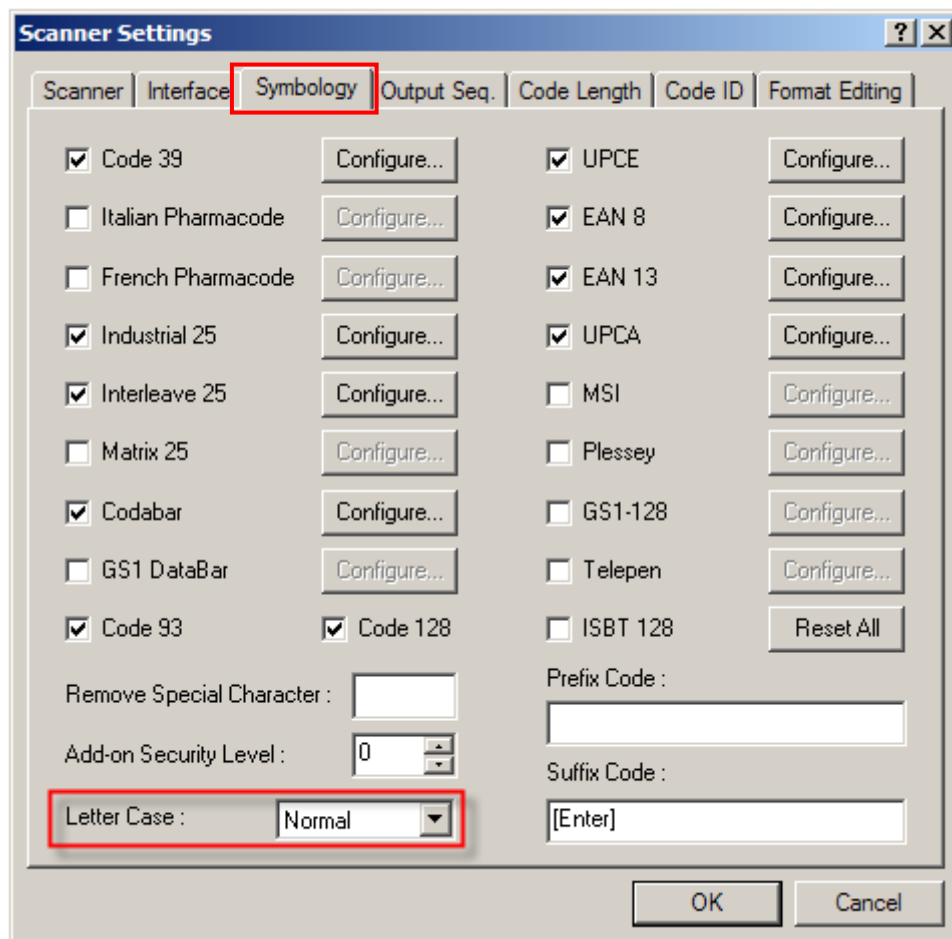 Scanner Settings
Scanner Interface Symbology Output Seq. Code Length Code ID Format Editing
Code 39 Configure... UPCE Configure...
Italian Pharmacode Configure... EAN 8 Configure...
French Pharmacode Configure... EAN 13 Configure...
Industrial 25 Configure... UPCA Configure...
Interleave 25 Configure... MSI Configure...
Matrix 25 Configure... Plessey Configure...
Codabar Configure... GS1-128 Configure...
GS1 DataBar Configure... Telepen Configure...
Code 93 Code 128 ISBT 128 Reset All
Remove Special Character :
Prefix Code :
Add-on Security Level : 0
Suffix Code :
Letter Case : Normal [Enter]
OK Cancel